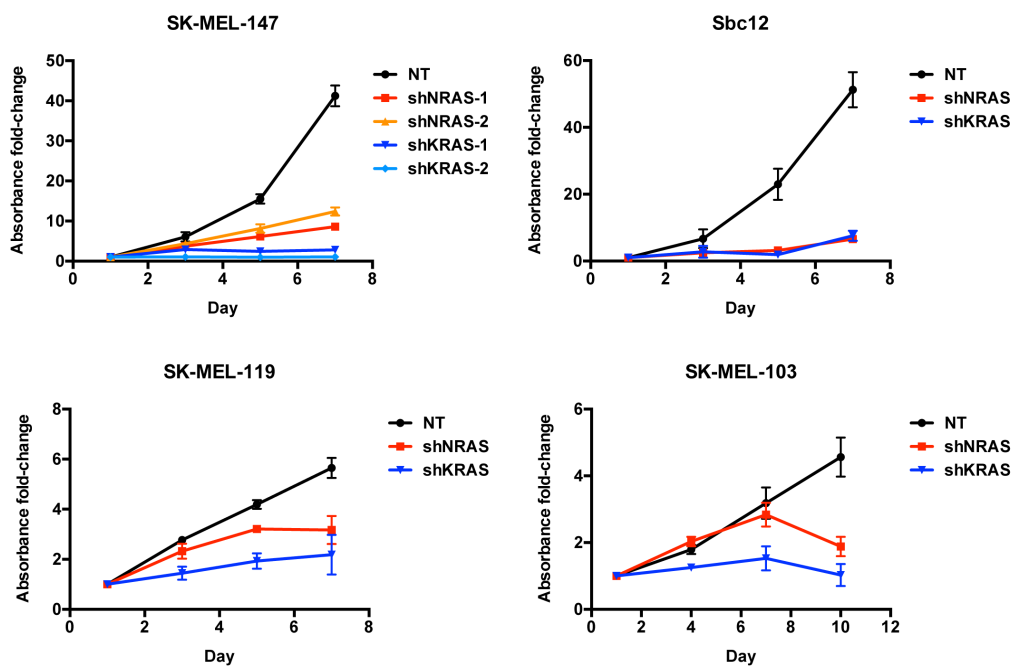 SK-MEL-147
Absorbance fold-change
50
40
30
20
10
0
0 2 4 6 8
Day
NT
shNRAS-1
shNRAS-2
shKRAS-1
shKRAS-2
Sbc12
Absorbance fold-change
60
40
20
0
0 2 4 6 8
Day
NT
shNRAS
shKRAS
SK-MEL-119
Absorbance fold-change
8
6
4
2
0
0 2 4 6 8
Day
NT
shNRAS
shKRAS
SK-MEL-103
Absorbance fold-change
6
4
2
0
0 2 4 6 8 10 12
Day
NT
shNRAS
shKRAS